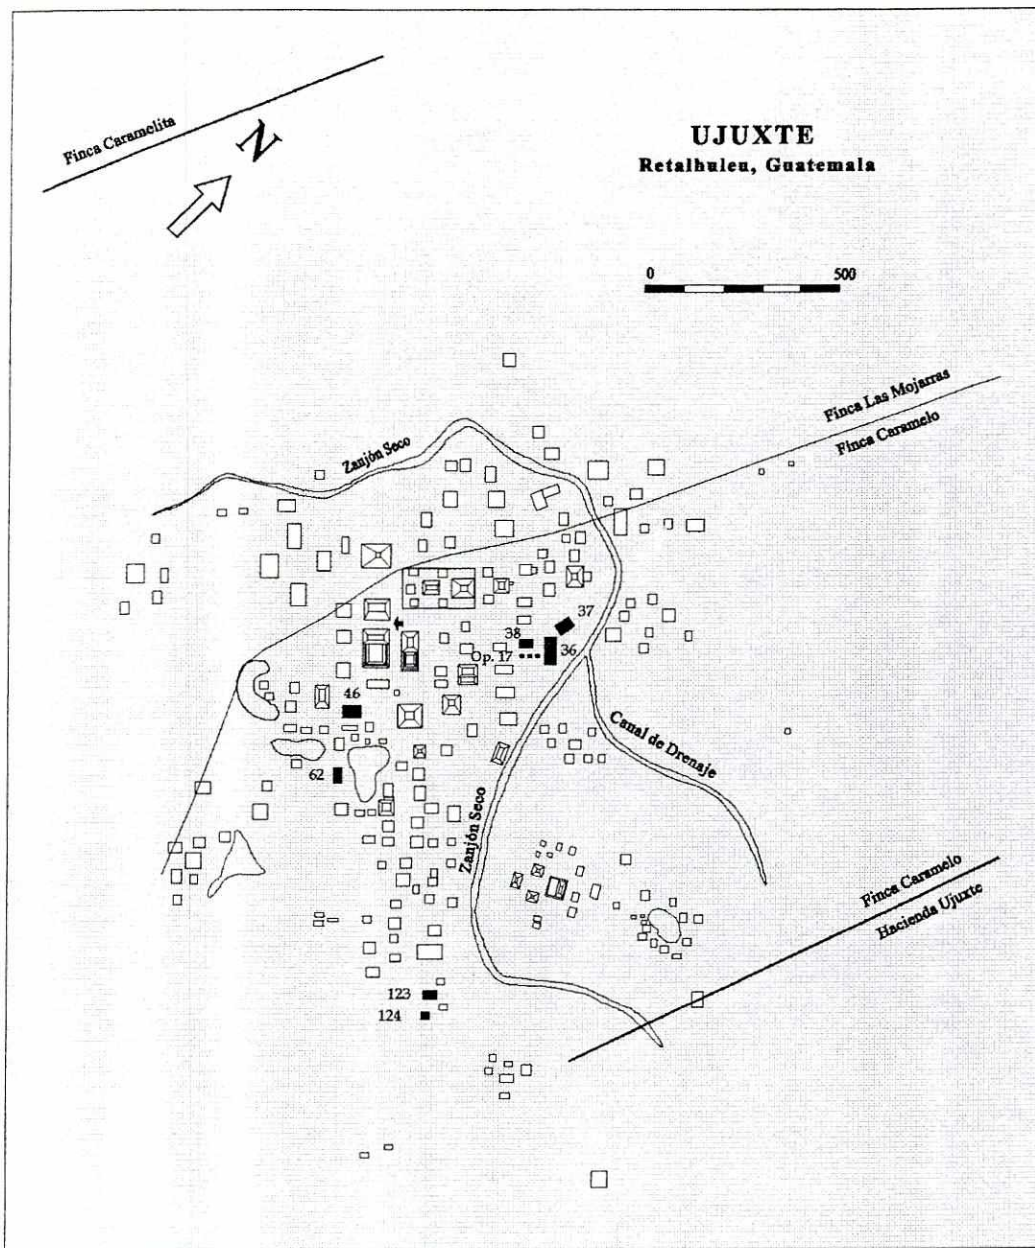 UJUXTE
Retalhuleu, Guatemala
Finca Caramelita
N
0 500
Finca Las Mojarras
Finca Caramelo
Zanjón Seco
37
38
36
Op. 17
46
Canal de Drenaje
62
Zanjón Seco
Finca Caramelo
Hacienda Ujuxte
123
124